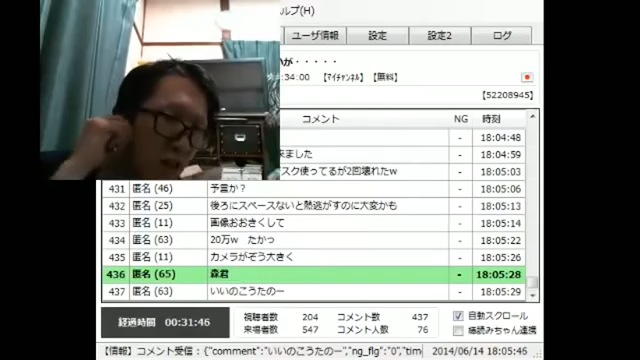 ルプ(H)
ユーザ情報 設定 設定2 ログ
が・・・・・
:34:00 【ﾏｲﾁｬﾝﾈﾙ】【無料】
【52208945】
コメント NG 時刻
- 18:04:48
来ました - 18:04:59
スク使ってるが2回壊れたw - 18:05:03
431 匿名 (46) 予言か？ - 18:05:06
432 匿名 (25) 後ろにスペースないと熱逃がすのに大変かも - 18:05:13
433 匿名 (11) 画像おおきくして - 18:05:14
434 匿名 (63) 20万w たかっ - 18:05:22
435 匿名 (11) カメラがぞう大きく - 18:05:26
436 匿名 (65) 森君 - 18:05:28
437 匿名 (63) いいのこうたのー - 18:05:29
経過時間 00:31:46
視聴者数 204 コメント数 437
来場者数 547 コメント人数 76
自動スクロール
棒読みちゃん連携
【情報】コメント受信：{"comment":"いいのこうたのー","ng_flg":"0","tim
2014/06/14 18:05:46